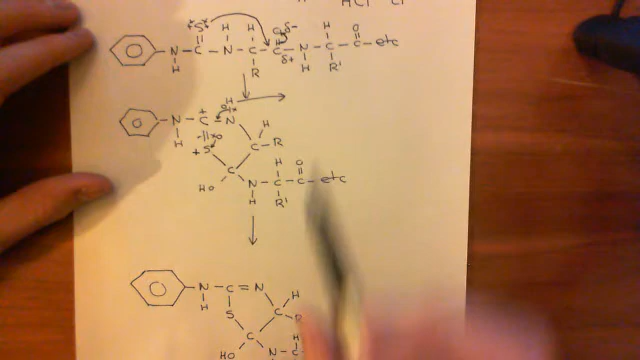 HCl Cl
S H H O δ-
N - C - N - C - C - N - C - C - etc
H R δ+ H R'
H
N - C = N
H H
+ S C - R
C H O
HO N - C - C - etc
H R'
N - C = N
H H
S C - R
C H
HO N - C